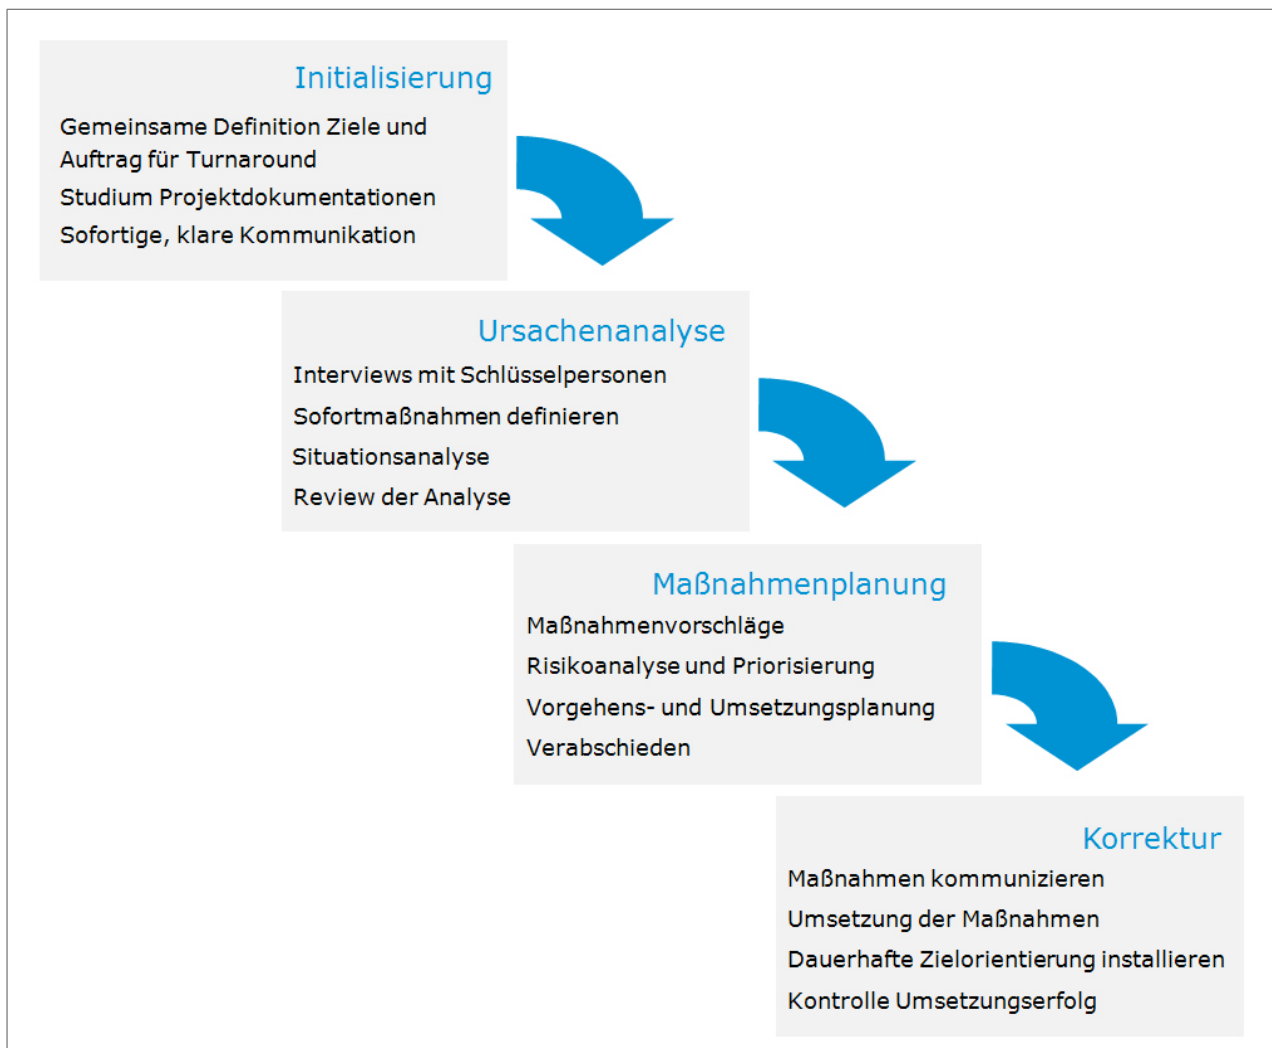 Initialisierung
Gemeinsame Definition Ziele und
Auftrag für Turnaround
Studium Projektdokumentationen
Sofortige, klare Kommunikation
Ursachenanalyse
Interviews mit Schlüsselpersonen
Sofortmaßnahmen definieren
Situationsanalyse
Review der Analyse
Maßnahmenplanung
Maßnahmenvorschläge
Risikoanalyse und Priorisierung
Vorgehens- und Umsetzungsplanung
Verabschieden
Korrektur
Maßnahmen kommunizieren
Umsetzung der Maßnahmen
Dauerhafte Zielorientierung installieren
Kontrolle Umsetzungserfolg